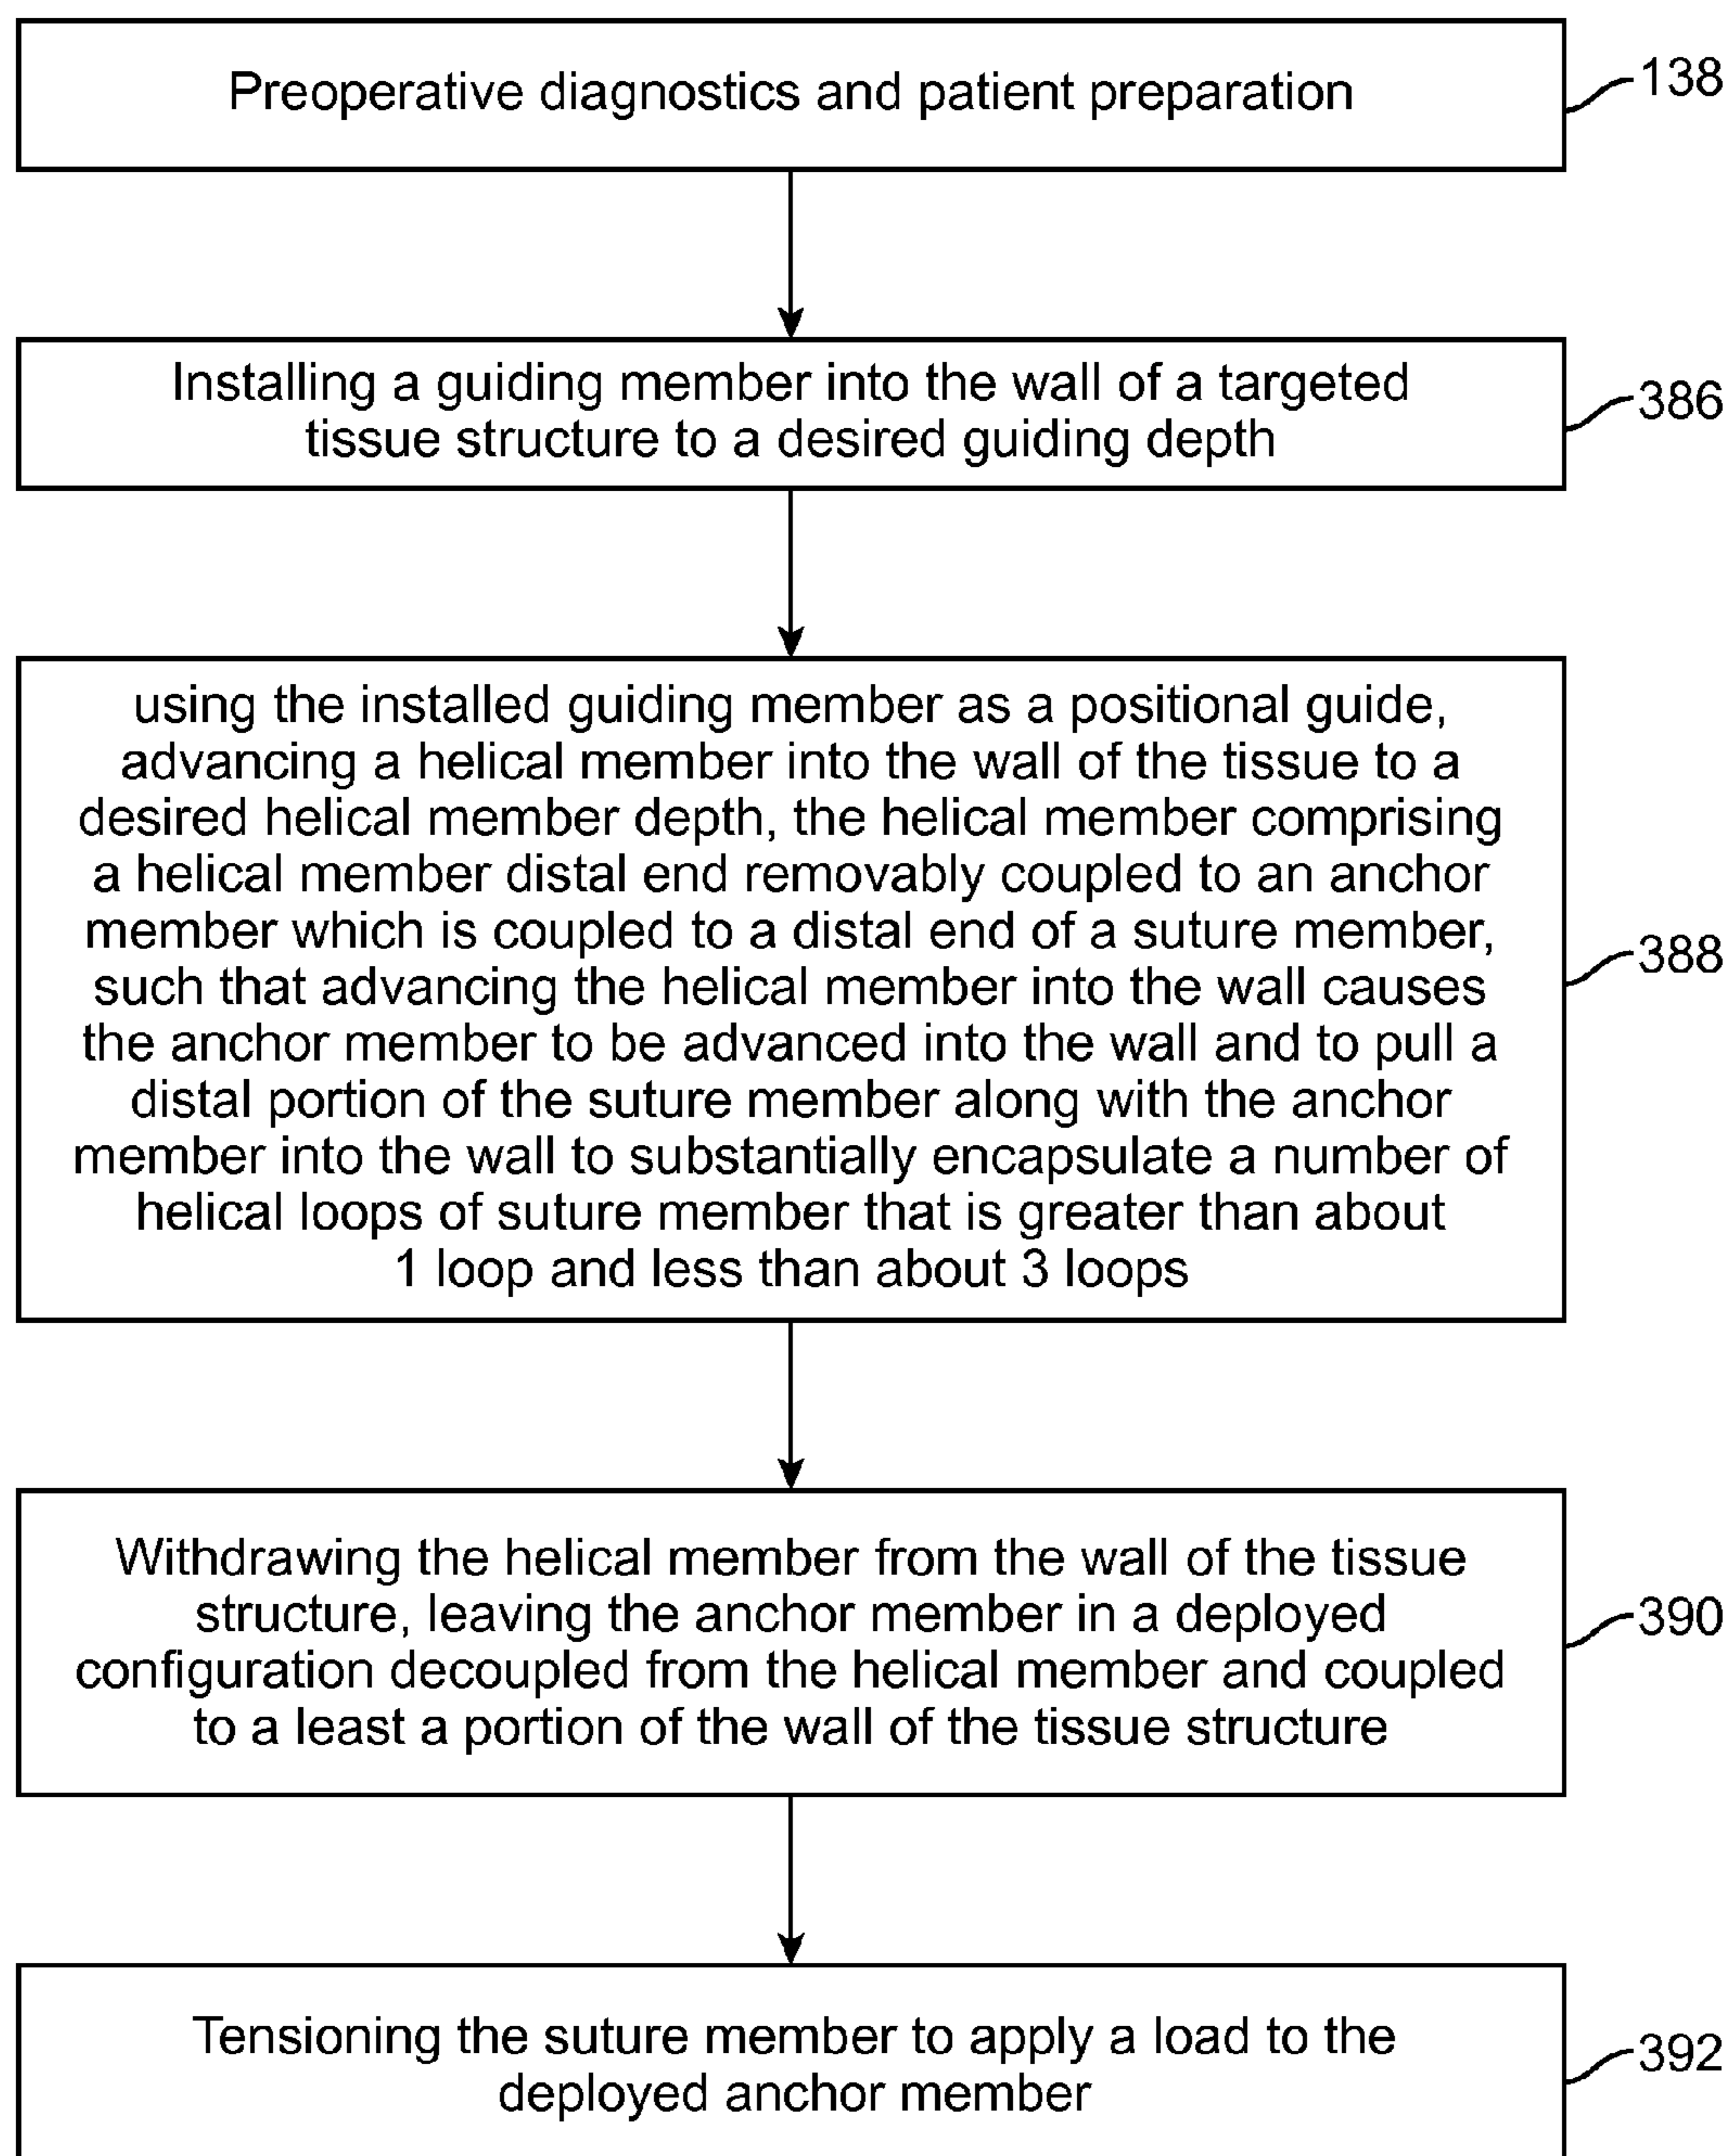 Preoperative diagnostics and patient preparation
138
Installing a guiding member into the wall of a targeted
tissue structure to a desired guiding depth
386
using the installed guiding member as a positional guide,
advancing a helical member into the wall of the tissue to a
desired helical member depth, the helical member comprising
a helical member distal end removably coupled to an anchor
member which is coupled to a distal end of a suture member,
such that advancing the helical member into the wall causes
the anchor member to be advanced into the wall and to pull a
distal portion of the suture member along with the anchor
member into the wall to substantially encapsulate a number of
helical loops of suture member that is greater than about
1 loop and less than about 3 loops
388
Withdrawing the helical member from the wall of the tissue
structure, leaving the anchor member in a deployed
configuration decoupled from the helical member and coupled
to a least a portion of the wall of the tissue structure
390
Tensioning the suture member to apply a load to the
deployed anchor member
392